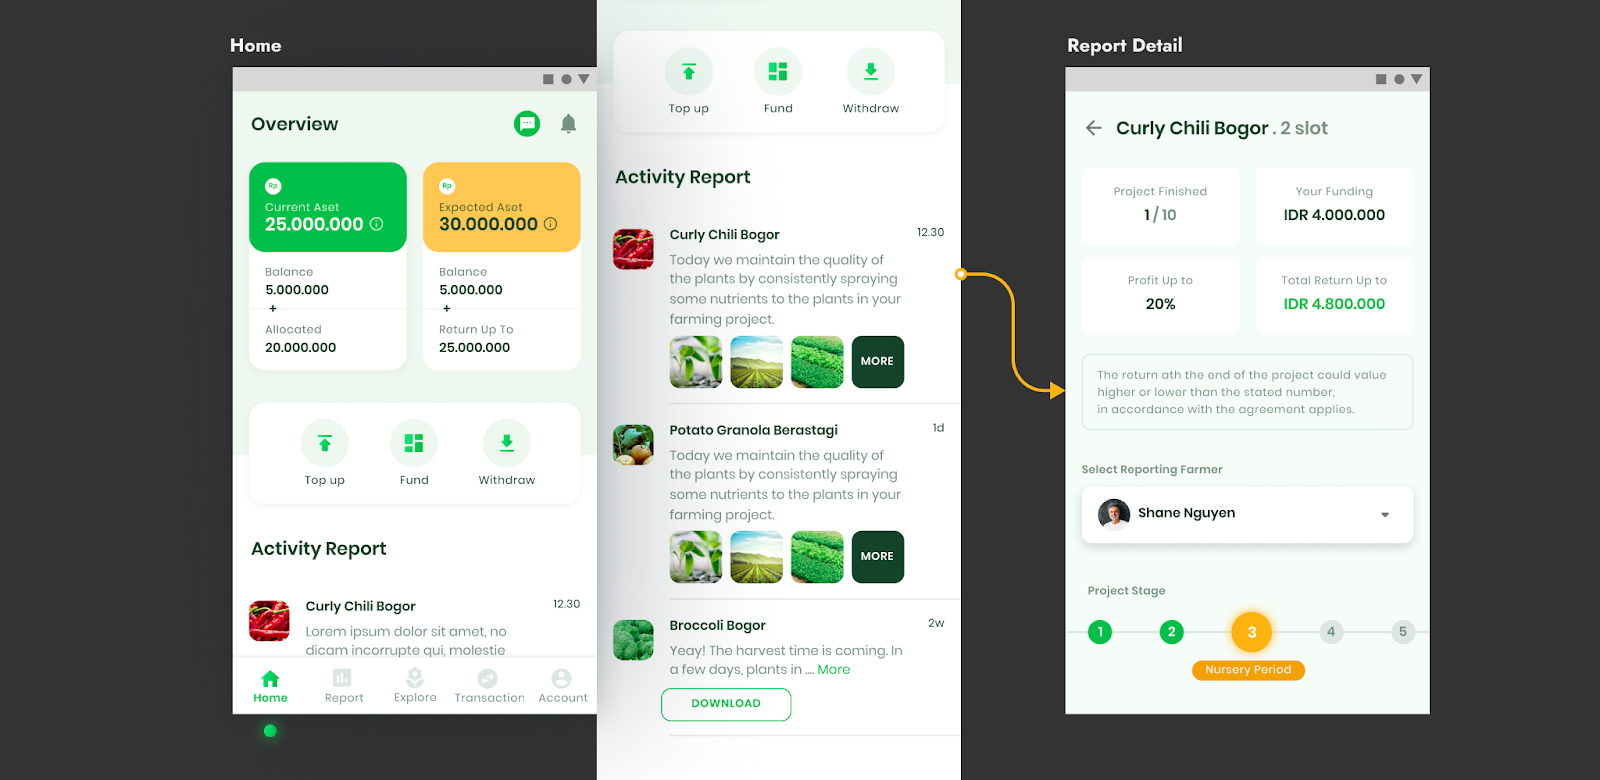 Home
Overview
Rp
Current Aset
25.000.000
Balance
5.000.000
+
Allocated
20.000.000
Rp
Expected Aset
30.000.000
Balance
5.000.000
+
Return Up To
25.000.000
Top up
Fund
Withdraw
Activity Report
Curly Chili Bogor
12.30
Lorem ipsum dolor sit amet, no
dicam incorrupte qui, molestie
Home
Report
Explore
Transaction
Account
Top up
Fund
Withdraw
Activity Report
Curly Chili Bogor
12.30
Today we maintain the quality of
the plants by consistently spraying
some nutrients to the plants in your
farming project.
MORE
Potato Granola Berastagi
1d
Today we maintain the quality of
the plants by consistently spraying
some nutrients to the plants in your
farming project.
MORE
Broccoli Bogor
2w
Yeay! The harvest time is coming. In
a few days, plants in .... More
DOWNLOAD
Report Detail
Curly Chili Bogor . 2 slot
Project Finished
1 / 10
Your Funding
IDR 4.000.000
Profit Up to
20%
Total Return Up to
IDR 4.800.000
The return ath the end of the project could value
higher or lower than the stated number,
in accordance with the agreement applies.
Select Reporting Farmer
Shane Nguyen
Project Stage
1
2
3
4
5
Nursery Period